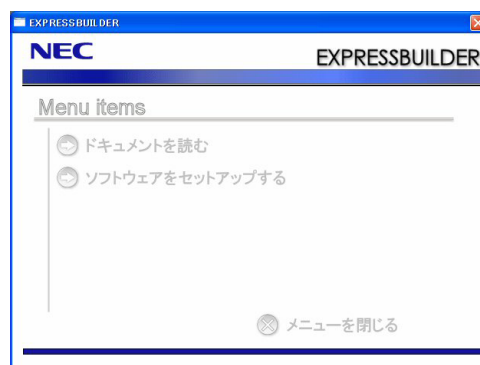 EXPRESSBUILDER
NEC
EXPRESSBUILDER
Menu items
ドキュメントを読む
ソフトウェアをセットアップする
メニューを閉じる